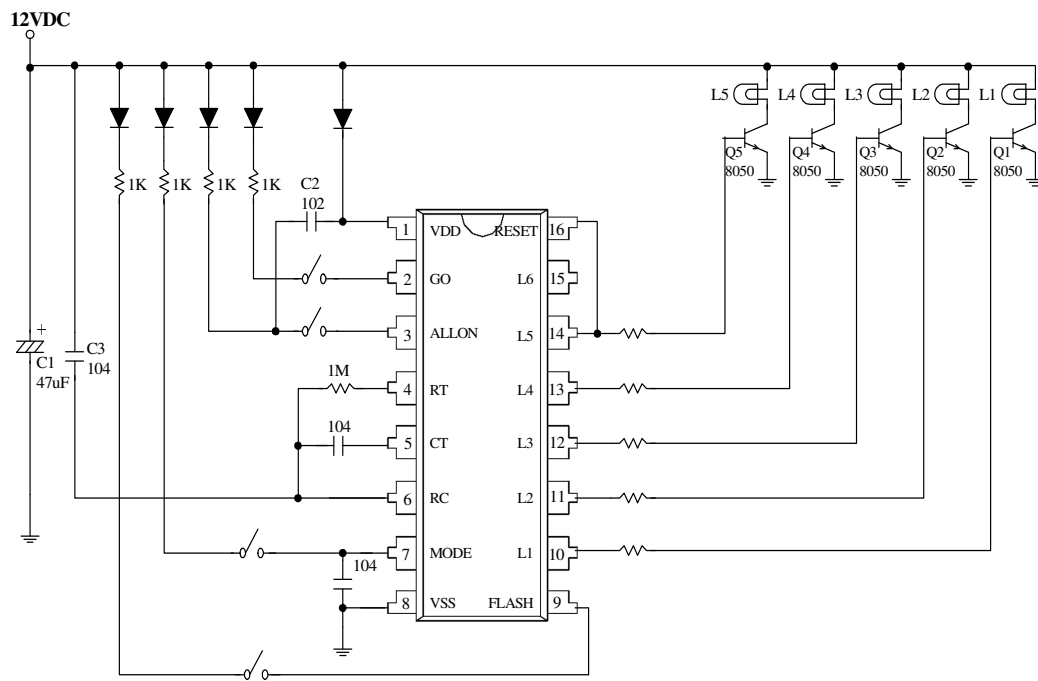 12VDC
L5
L4
L3
L2
L1
Q5
8050
Q4
8050
Q3
8050
Q2
8050
Q1
8050
1K
1K
1K
1K
C2
102
1
VDD
RESET
16
2
GO
L6
15
3
ALLON
L5
14
+
C1
47uF
C3
104
1M
4
RT
L4
13
104
5
CT
L3
12
6
RC
L2
11
7
MODE
L1
10
104
8
VSS
FLASH
9